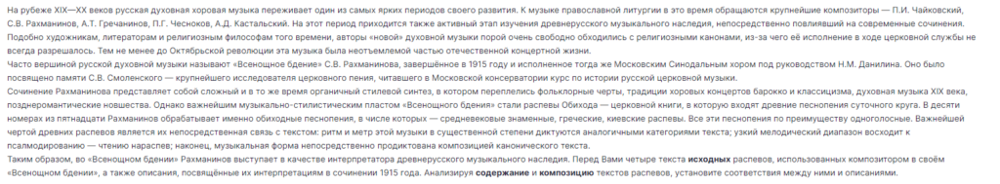 На рубеже XIX—XX веков русская духовная хоровая музыка переживает один из самых ярких периодов своего развития. К музыке православной литургии в это время обращаются крупнейшие композиторы — П.И. Чайковский,
С.В. Рахманинов, А.Т. Гречанинов, П.Г. Чесноков, А.Д. Кастальский. На этот период приходится также активный этап изучения древнерусского музыкального наследия, непосредственно повлиявший на современные сочинения.
Подобно художникам, литераторам и религиозным философам того времени, авторы «новой» духовной музыки порой очень свободно обходились с религиозными канонами, из-за чего её исполнение в ходе церковной службы не
всегда разрешалось. Тем не менее до Октябрьской революции эта музыка была неотъемлемой частью отечественной концертной жизни.
Часто вершиной русской духовной музыки называют «Всенощное бдение» С.В. Рахманинова, завершённое в 1915 году и исполненное тогда же Московским Синодальным хором под руководством Н.М. Данилина. Оно было
посвящено памяти С.В. Смоленского — крупнейшего исследователя церковного пения, читавшего в Московской консерватории курс по истории русской церковной музыки.
Сочинение Рахманинова представляет собой сложный и в то же время органичный стилевой синтез, в котором переплелись фольклорные черты, традиции хоровых концертов барокко и классицизма, духовная музыка XIX века,
позднеромантические новшества. Однако важнейшим музыкально-стилистическим пластом «Всенощного бдения» стали распевы Обихода — церковной книги, в которую входят древние песнопения суточного круга. В десяти
номерах из пятнадцати Рахманинов обрабатывает именно обиходные песнопения, в числе которых — средневековые знаменные, греческие, киевские распевы. Все эти песнопения по преимуществу одноголосные. Важнейшей
чертой древних распевов является их непосредственная связь с текстом: ритм и метр этой музыки в существенной степени диктуются аналогичными категориями текста; узкий мелодический диапазон восходит к
псалмодированию — чтению нараспев; наконец, музыкальная форма непосредственно продиктована композицией канонического текста.
Таким образом, во «Всенощном бдении» Рахманинов выступает в качестве интерпретатора древнерусского музыкального наследия. Перед Вами четыре текста исходных распевов, использованных композитором в своём
«Всенощном бдении», а также описания, посвящённые их интерпретациям в сочинении 1915 года. Анализируя содержание и композицию текстов распевов, установите соответствия между ними и описаниями.